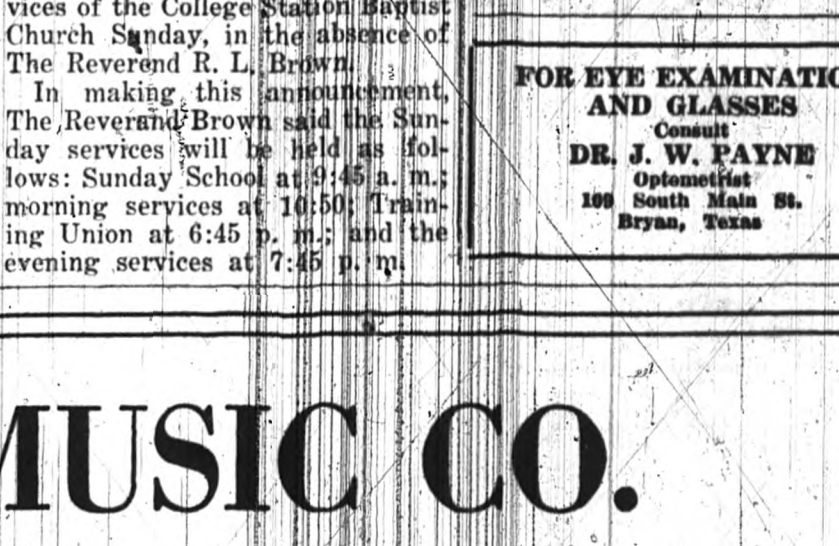 vices of the College Station Baptist
Church Sunday, in the absence of
The Reverend R. L. Brown.
In making this announcement,
The Reverand Brown said the Sun-
day services will be held as fol-
lows: Sunday School at 9:45 a. m.;
morning services at 10:50; Train-
ing Union at 6:45 p. m.; and the
evening services at 7:45 p. m.
FOR EYE EXAMINATIO
AND GLASSES
Consult
DR. J. W. PAYNE
Optometrist
109 South Main St.
Bryan, Texas
MUSIC CO.